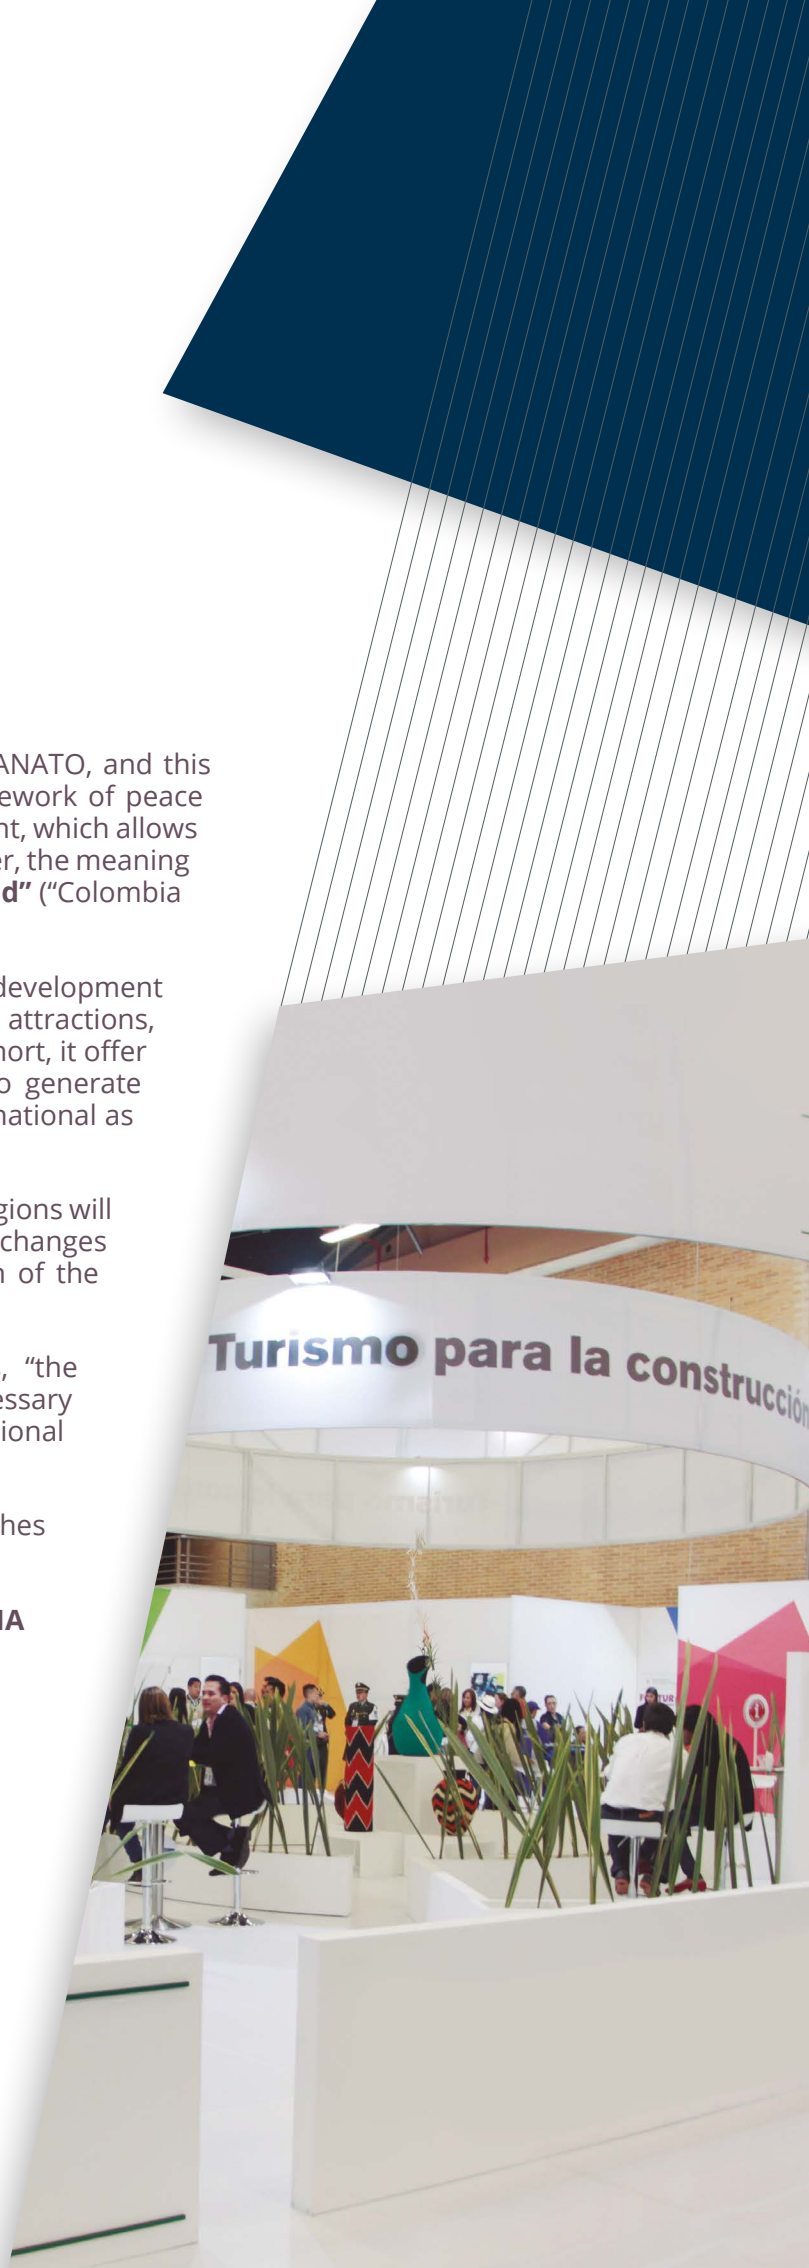 ANATO, and this
ework of peace
nt, which allows
er, the meaning
d” (“Colombia
development
attractions,
ort, it offer
o generate
national as
gions will
changes
n of the
, “the
essary
ional
hes
IA
Turismo para la construcción